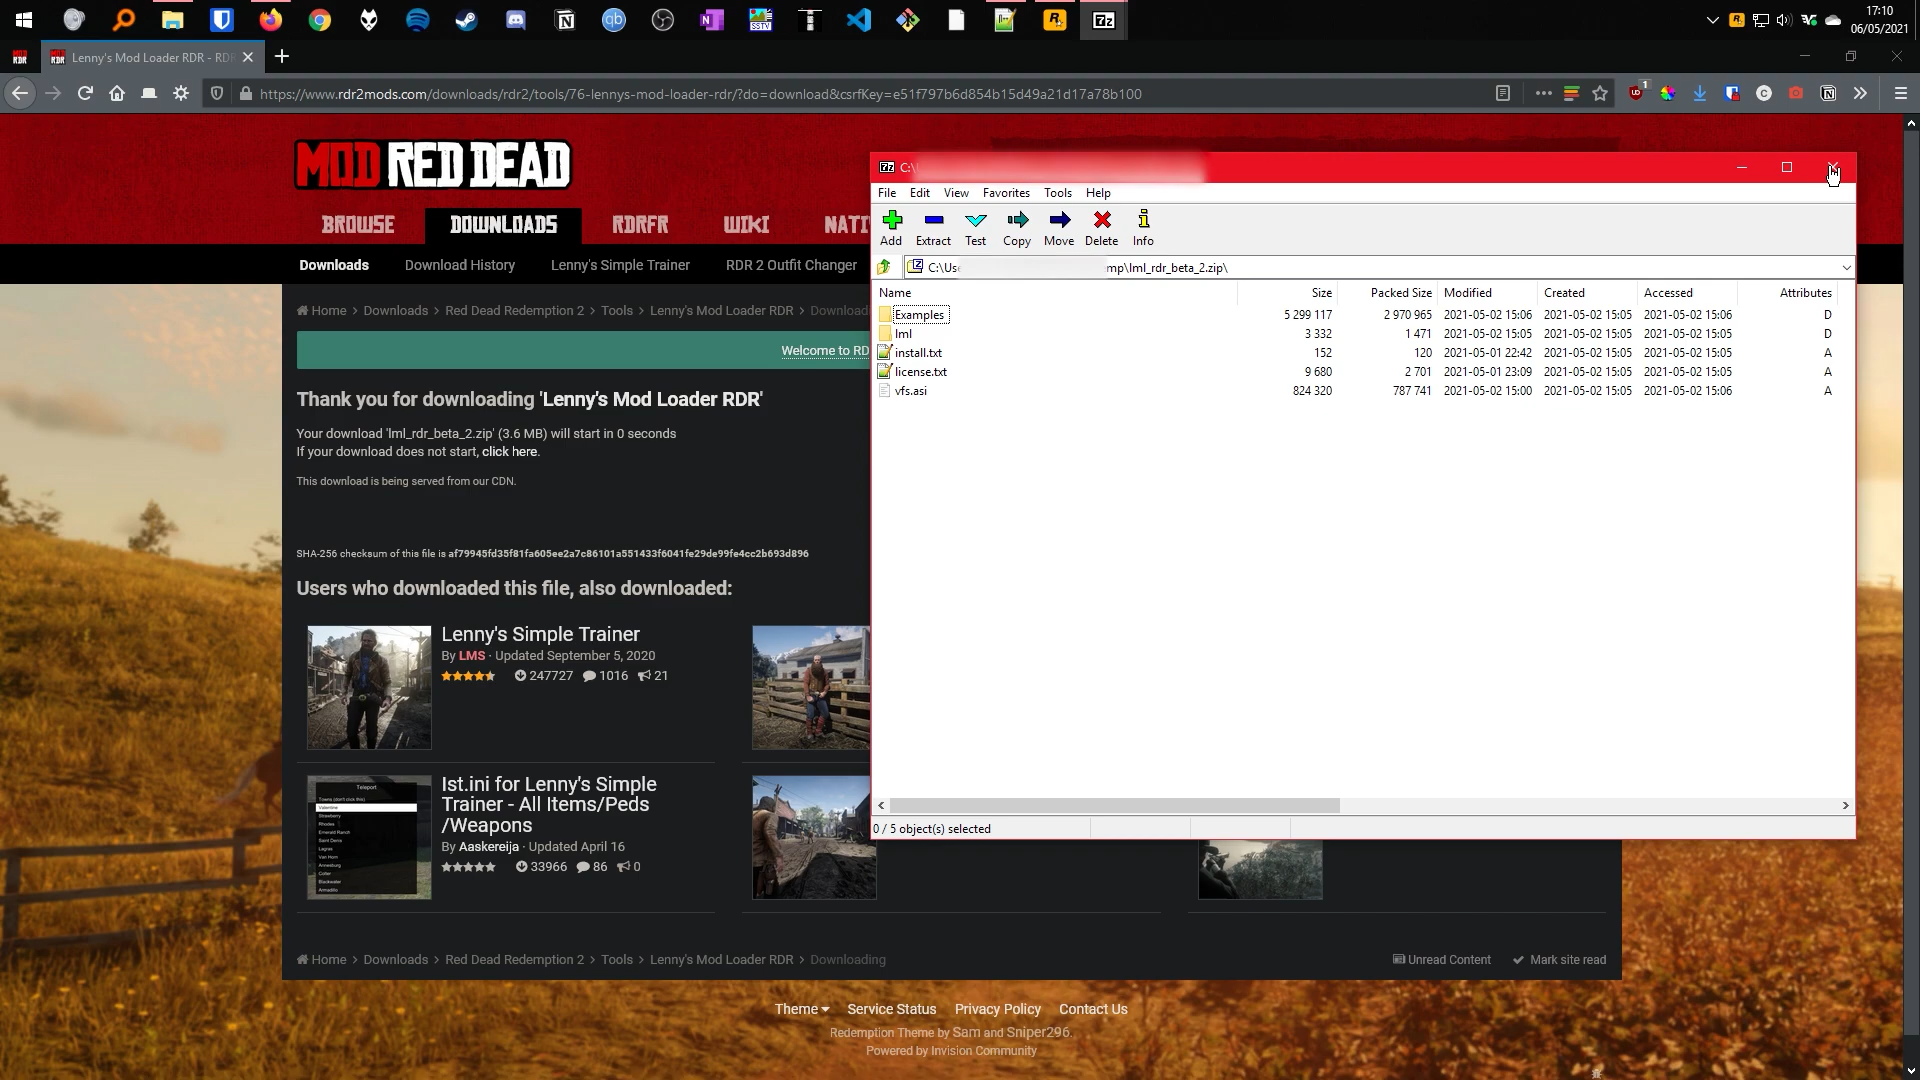 17:10
06/05/2021
Lenny's Mod Loader RDR - RDR
https://www.rdr2mods.com/downloads/rdr2/tools/76-lennys-mod-loader-rdr/?do=download&csrfKey=e51f797b6d854b15d49a21d17a78b100
MOD RED DEAD
BROWSE DOWNLOADS RDRFR WIKI NATI
Downloads Download History Lenny's Simple Trainer RDR 2 Outfit Changer
Home > Downloads > Red Dead Redemption 2 > Tools > Lenny's Mod Loader RDR > Download
Welcome to RD
Thank you for downloading 'Lenny's Mod Loader RDR'
Your download 'lml_rdr_beta_2.zip' (3.6 MB) will start in 0 seconds
If your download does not start, click here.
This download is being served from our CDN.
SHA-256 checksum of this file is af79945fd35f81fa605ee2a7c86101a551433f6041fe29de99fe4cc2b693d896
Users who downloaded this file, also downloaded:
Lenny's Simple Trainer
By LMS · Updated September 5, 2020
247727 1016 21
Ist.ini for Lenny's Simple
Trainer - All Items/Peds
/Weapons
By Aaskereija · Updated April 16
33966 86 0
C:\
File Edit View Favorites Tools Help
Add Extract Test Copy Move Delete Info
C:\Use mp\lml_rdr_beta_2.zip\
Name Size Packed Size Modified Created Accessed Attributes
Examples 5 299 117 2 970 965 2021-05-02 15:06 2021-05-02 15:05 2021-05-02 15:06 D
lml 3 332 1 471 2021-05-02 15:05 2021-05-02 15:05 2021-05-02 15:05 D
install.txt 152 120 2021-05-01 22:42 2021-05-02 15:05 2021-05-02 15:05 A
license.txt 9 680 2 701 2021-05-01 23:09 2021-05-02 15:05 2021-05-02 15:05 A
vfs.asi 824 320 787 741 2021-05-02 15:00 2021-05-02 15:05 2021-05-02 15:06 A
0 / 5 object(s) selected
Home > Downloads > Red Dead Redemption 2 > Tools > Lenny's Mod Loader RDR > Downloading
Unread Content Mark site read
Theme Service Status Privacy Policy Contact Us
Redemption Theme by Sam and Sniper296.
Powered by Invision Community